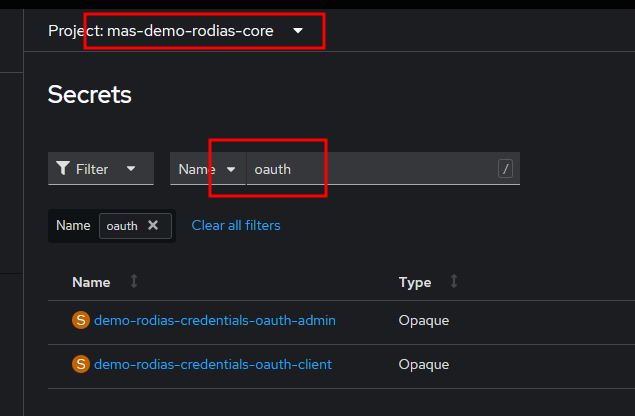 Project: mas-demo-rodias-core
Secrets
Filter Name oauth /
Name oauth Clear all filters
Name Type
S demo-rodias-credentials-oauth-admin Opaque
S demo-rodias-credentials-oauth-client Opaque